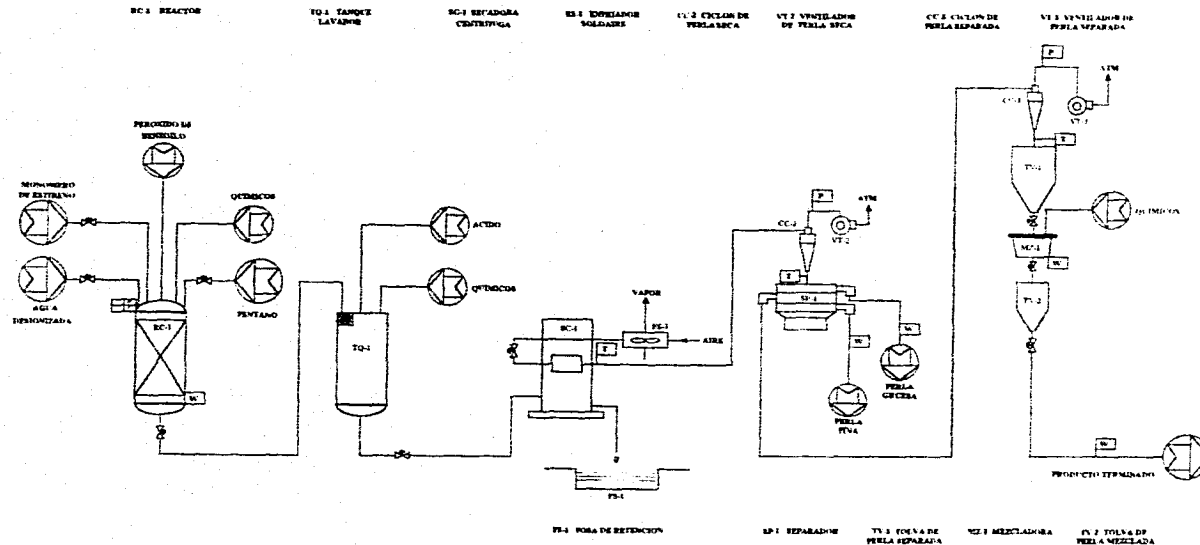 RC-1 REACTOR
TQ-1 TANQUE
LAVADOR
SC-1 SECADORA
CENTRIFUGA
CC-2 CICLON DE
PERLA SECA
VT-2 VENTILADOR
DE PERLA SECA
CC-3 CICLON DE
PERLA SEPARADA
VT-3 VENTILADOR DE
PERLA SEPARADA
P
ATM
CC-3
VT-3
T
TV-1
PEROXIDO DE
BENZOILO
MONOMERO
DE ESTIRENO
QUIMICOS
AGUA
DESIONIZADA
PENTANO
RC-1
W
ACIDO
QUIMICOS
TQ-1
P
ATM
CC-2
VT-2
T
SP-1
QUIMICOS
MZ-1
W
TV-2
VAPOR
SC-1
AIRE
T
W
W
PERLA
GRUESA
PERLA
FINA
W
PRODUCTO TERMINADO
FS-1
FS-1 FOSA DE RETENCION
SP-1 SEPARADOR
TV-1 TOLVA DE
PERLA SEPARADA
MZ-1 MEZCLADORA
TV-2 TOLVA DE
PERLA MEZCLADA